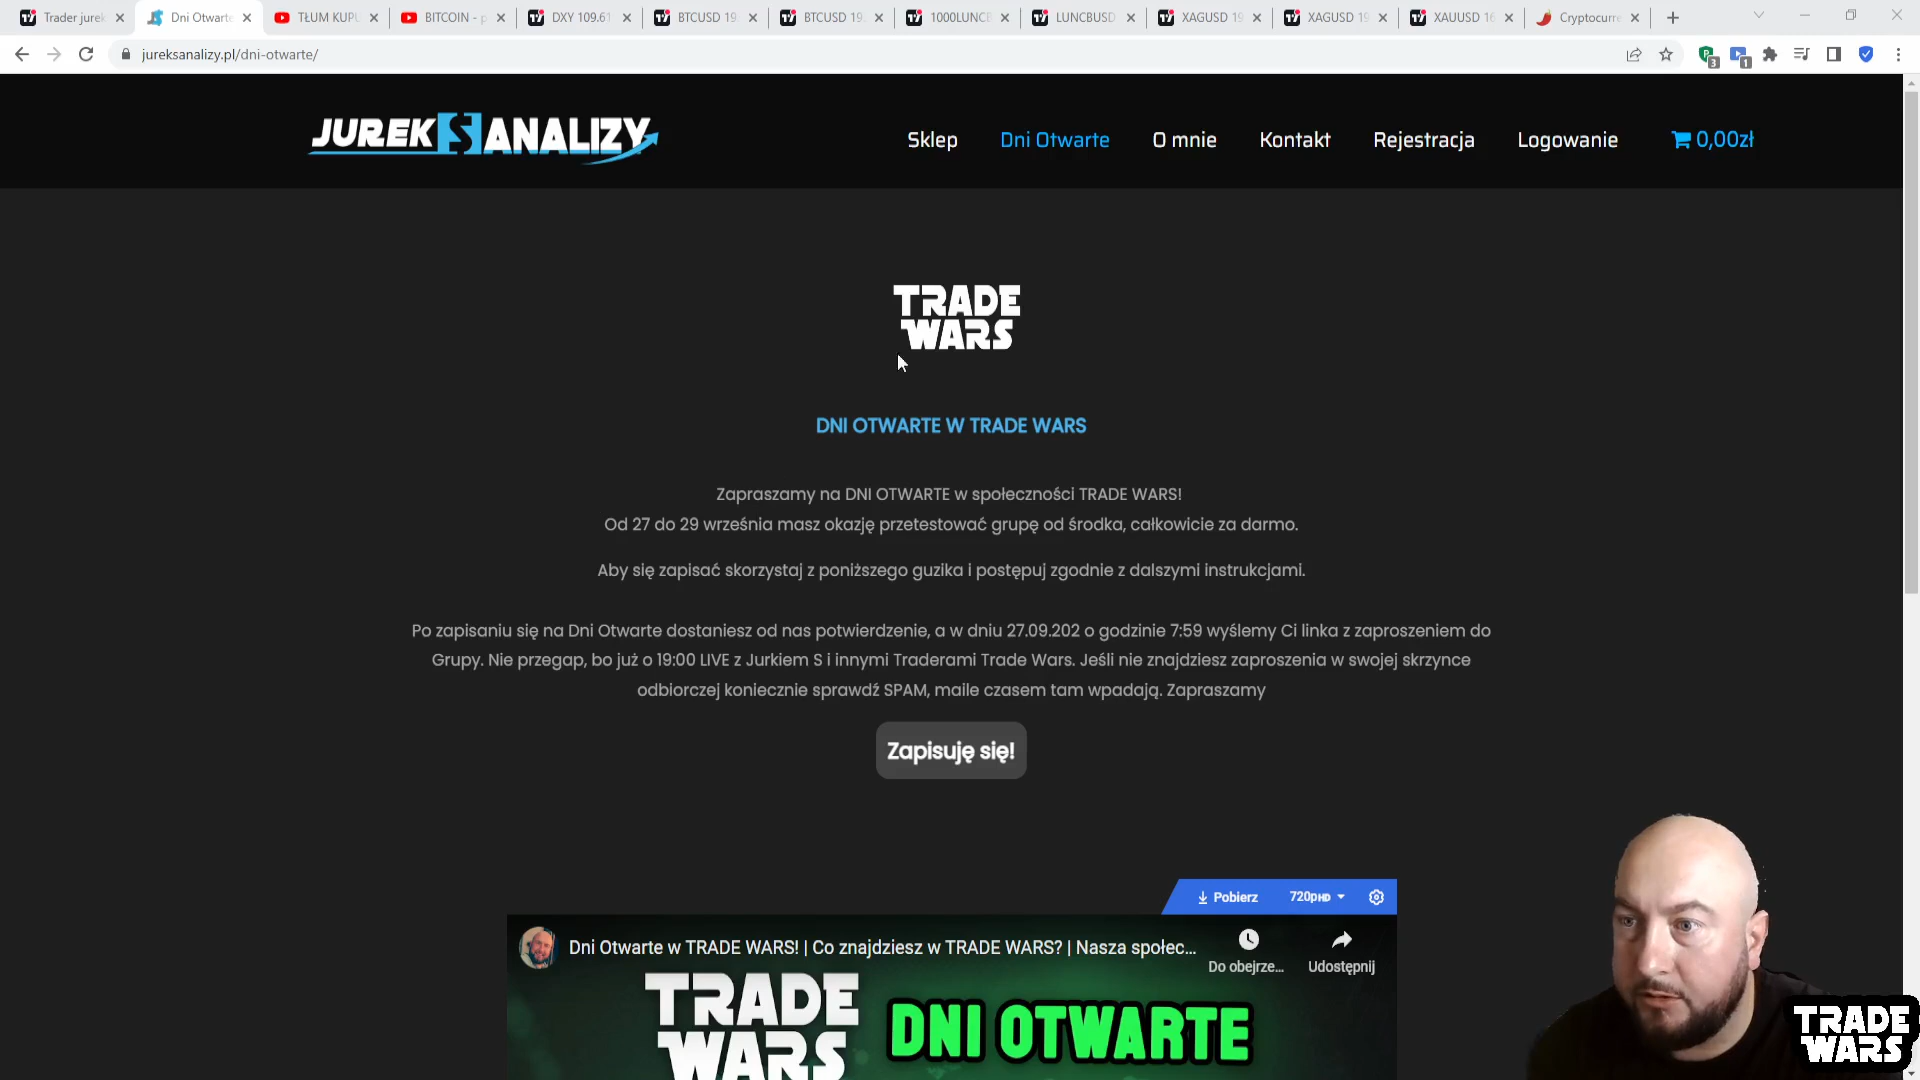 Trader jurek
Dni Otwarte
TŁUM KUPU
BITCOIN - p
DXY 109.61
BTCUSD 19
BTCUSD 19.
1000LUNCB
LUNCBUSD
XAGUSD 19
XAGUSD 19
XAUUSD 16
Cryptocurre
jureksanalizy.pl/dni-otwarte/
3
1
JUREK S ANALIZY
Sklep
Dni Otwarte
O mnie
Kontakt
Rejestracja
Logowanie
0,00zł
TRADE
WARS
DNI OTWARTE W TRADE WARS
Zapraszamy na DNI OTWARTE w społeczności TRADE WARS!
Od 27 do 29 września masz okazję przetestować grupę od środka, całkowicie za darmo.
Aby się zapisać skorzystaj z poniższego guzika i postępuj zgodnie z dalszymi instrukcjami.
Po zapisaniu się na Dni Otwarte dostaniesz od nas potwierdzenie, a w dniu 27.09.202 o godzinie 7:59 wyślemy Ci linka z zaproszeniem do
Grupy. Nie przegap, bo już o 19:00 LIVE z Jurkiem S i innymi Traderami Trade Wars. Jeśli nie znajdziesz zaproszenia w swojej skrzynce
odbiorczej koniecznie sprawdź SPAM, maile czasem tam wpadają. Zapraszamy
Zapisuję się!
Pobierz
720pHD
Dni Otwarte w TRADE WARS! | Co znajdziesz w TRADE WARS? | Nasza społec...
Do obejrze...
Udostępnij
TRADE
WARS
DNI OTWARTE
TRADE
WARS